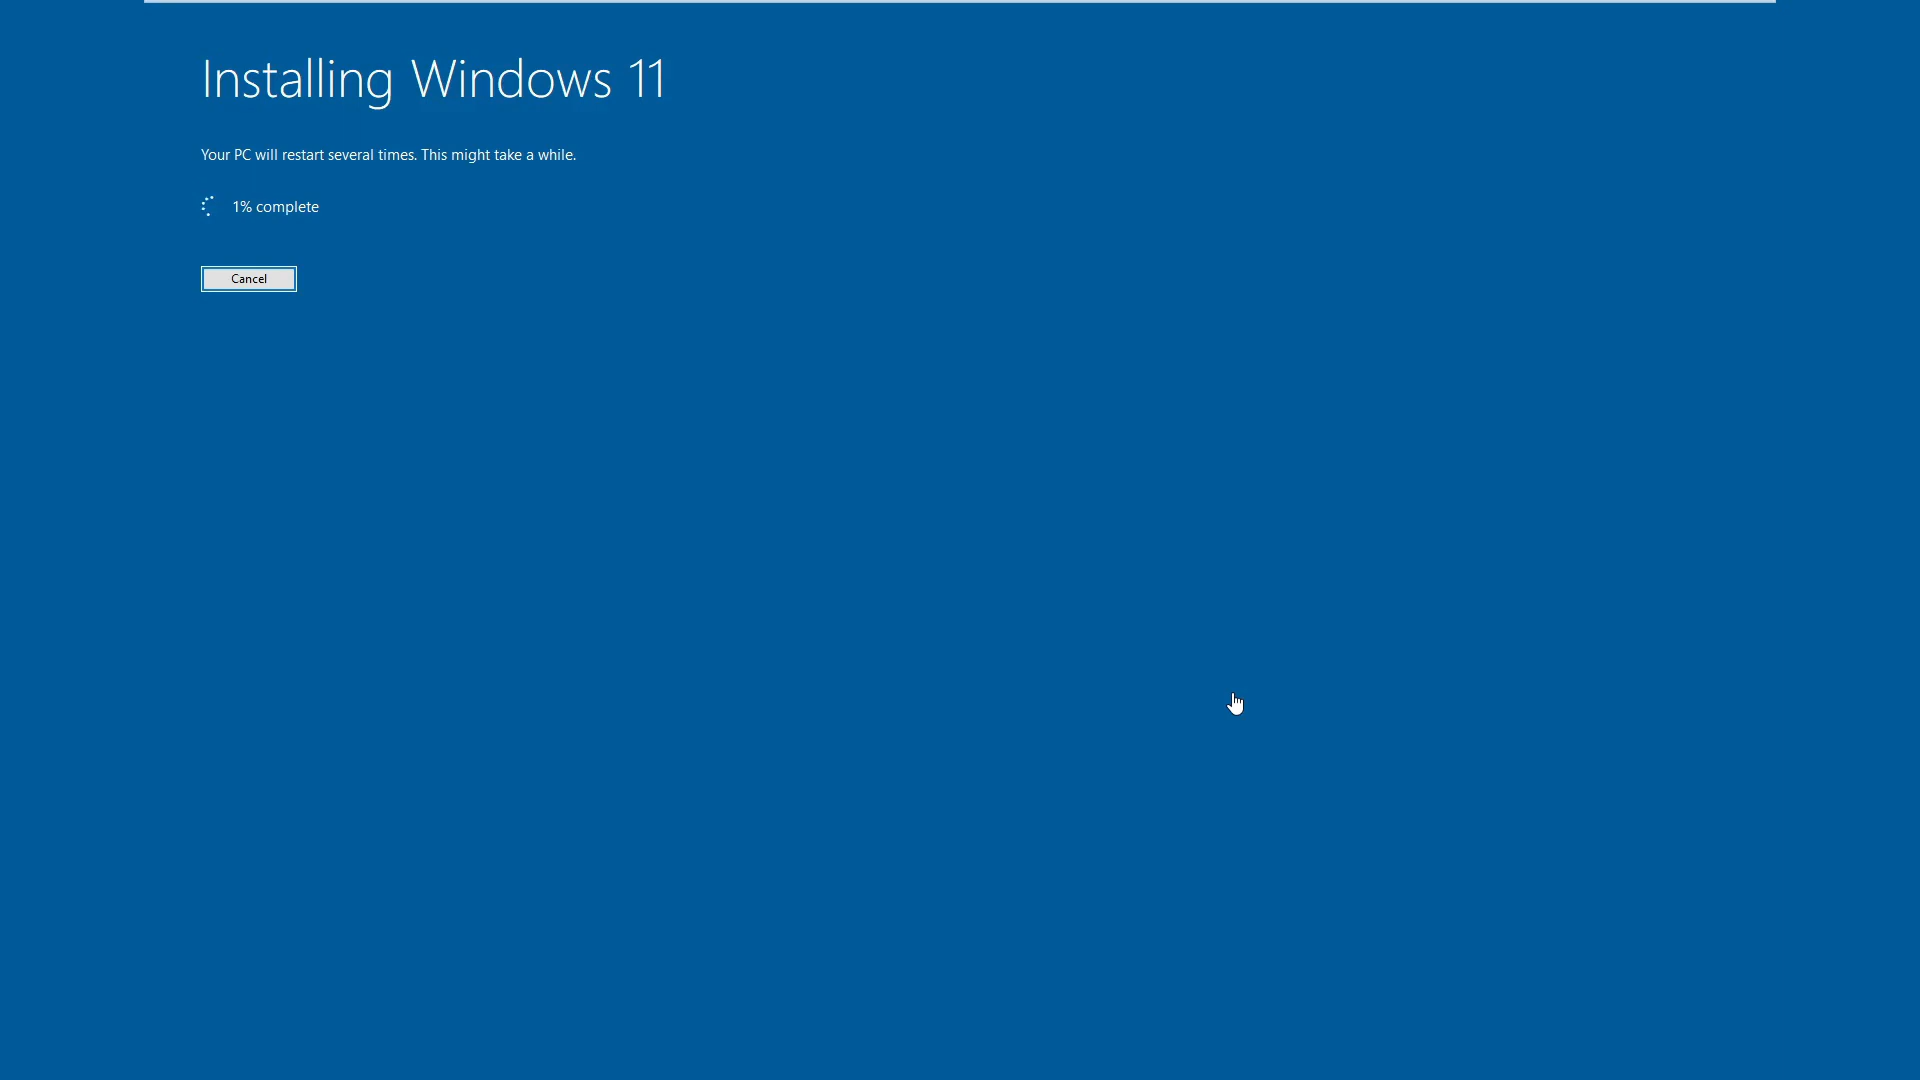 Installing Windows 11
Your PC will restart several times. This might take a while.
1% complete
Cancel